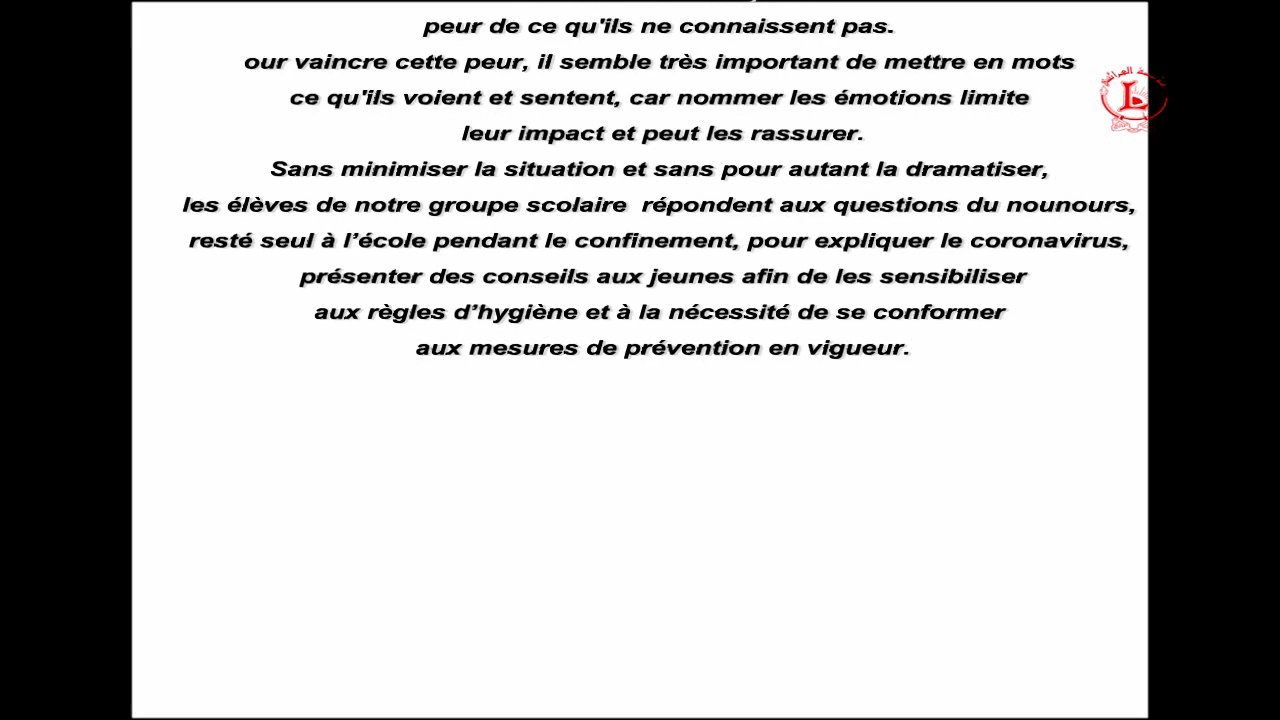 peur de ce qu'ils ne connaissent pas.
our vaincre cette peur, il semble très important de mettre en mots
ce qu'ils voient et sentent, car nommer les émotions limite
leur impact et peut les rassurer.
Sans minimiser la situation et sans pour autant la dramatiser,
les élèves de notre groupe scolaire  répondent aux questions du nounours,
resté seul à l’école pendant le confinement, pour expliquer le coronavirus,
présenter des conseils aux jeunes afin de les sensibiliser
aux règles d’hygiène et à la nécessité de se conformer
aux mesures de prévention en vigueur.